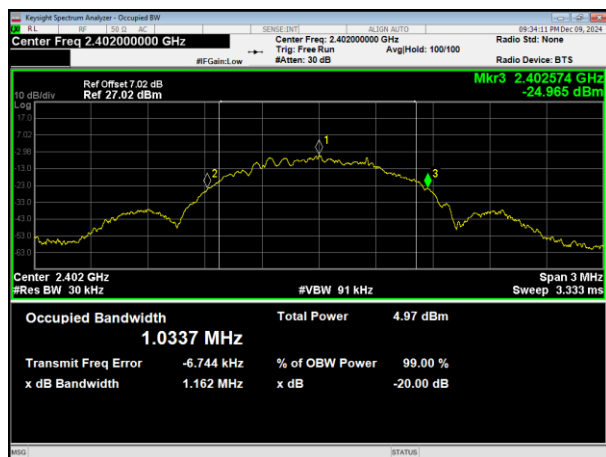 Keysight Spectrum Analyzer - Occupied BW
RL RF 50 Ω AC SENSE:INT ALIGN AUTO 09:34:11 PM Dec 09, 2024
Center Freq 2.402000000 GHz
Center Freq: 2.402000000 GHz
Radio Std: None
Trig: Free Run Avg|Hold: 100/100
#IFGain:Low #Atten: 30 dB Radio Device: BTS
Mkr3 2.402574 GHz
-24.965 dBm
Ref Offset 7.02 dB
10 dB/div Ref 27.02 dBm
Log
17.0
7.02
-2.98
-13.0
-23.0
-33.0
-43.0
-53.0
-63.0
1
2
3
Center 2.402 GHz Span 3 MHz
#Res BW 30 kHz #VBW 91 kHz Sweep 3.333 ms
Occupied Bandwidth Total Power 4.97 dBm
1.0337 MHz
Transmit Freq Error -6.744 kHz % of OBW Power 99.00 %
x dB Bandwidth 1.162 MHz x dB -20.00 dB
MSG STATUS